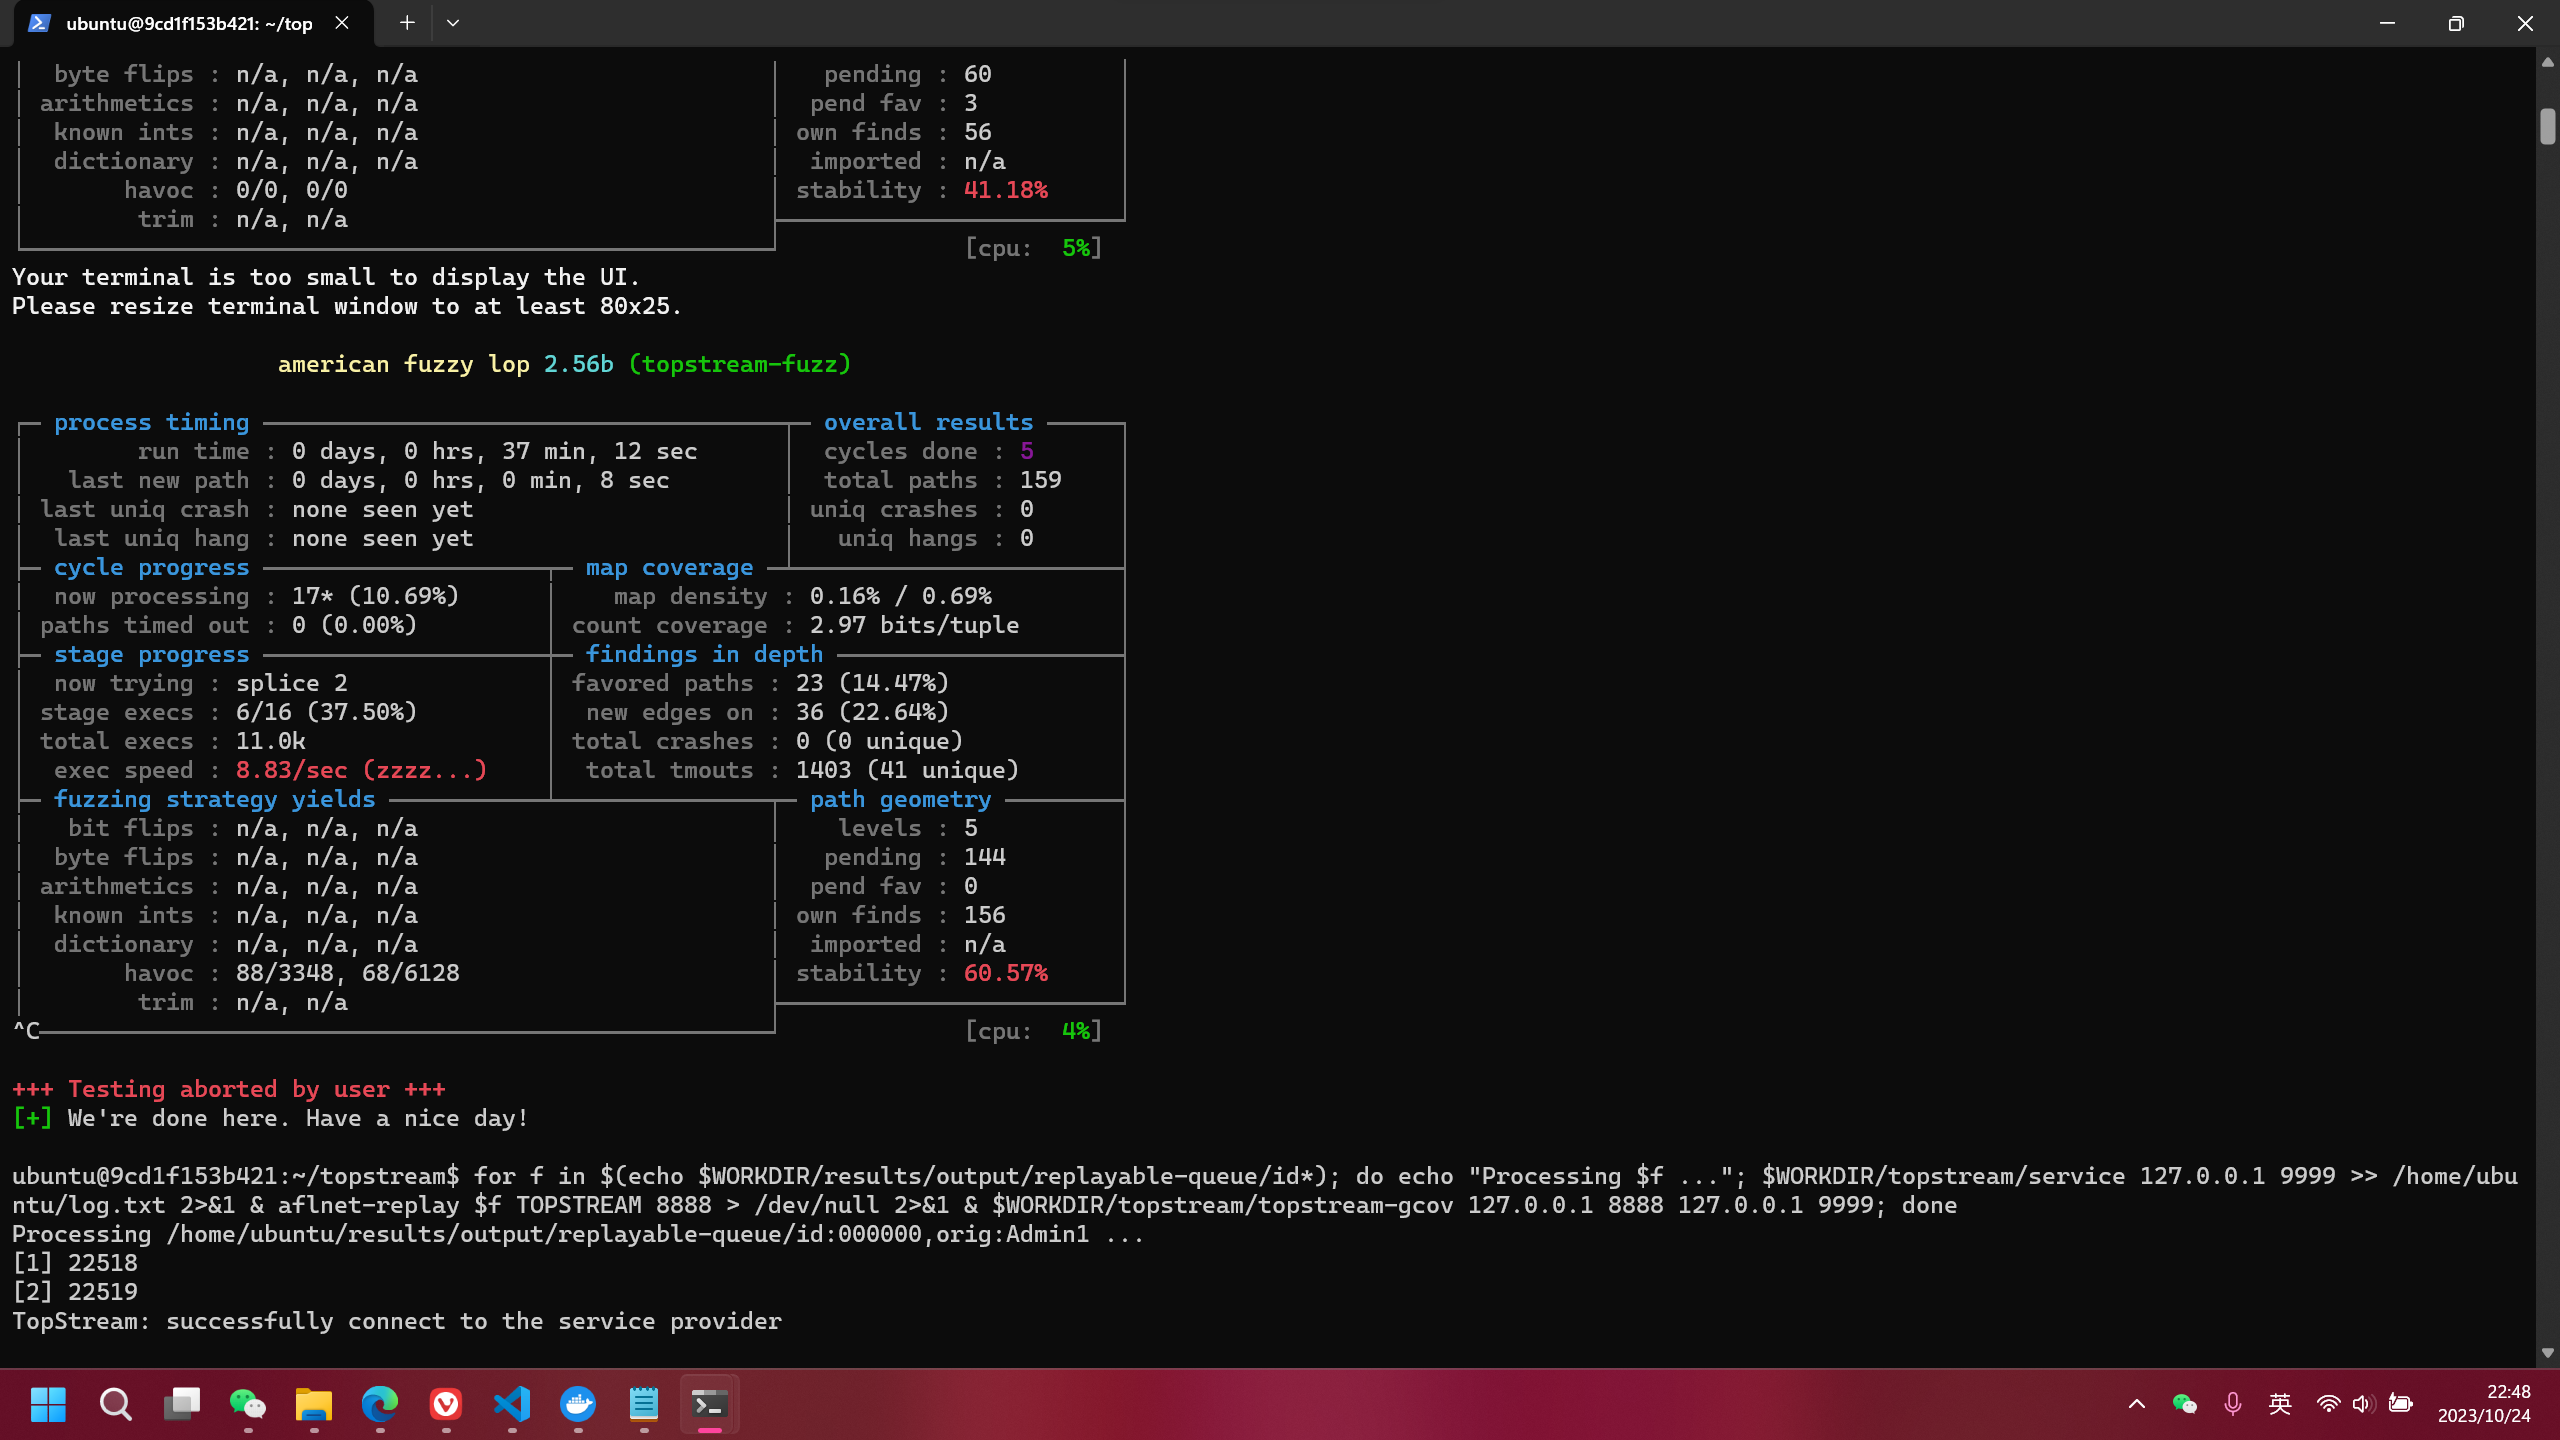 ubuntu@9cd1f153b421: ~/top
byte flips : n/a, n/a, n/a pending : 60
arithmetics : n/a, n/a, n/a pend fav : 3
known ints : n/a, n/a, n/a own finds : 56
dictionary : n/a, n/a, n/a imported : n/a
havoc : 0/0, 0/0 stability : 41.18%
trim : n/a, n/a
[cpu: 5%]
Your terminal is too small to display the UI.
Please resize terminal window to at least 80x25.
american fuzzy lop 2.56b (topstream-fuzz)
process timing overall results
run time : 0 days, 0 hrs, 37 min, 12 sec cycles done : 5
last new path : 0 days, 0 hrs, 0 min, 8 sec total paths : 159
last uniq crash : none seen yet uniq crashes : 0
last uniq hang : none seen yet uniq hangs : 0
cycle progress map coverage
now processing : 17* (10.69%) map density : 0.16% / 0.69%
paths timed out : 0 (0.00%) count coverage : 2.97 bits/tuple
stage progress findings in depth
now trying : splice 2 favored paths : 23 (14.47%)
stage execs : 6/16 (37.50%) new edges on : 36 (22.64%)
total execs : 11.0k total crashes : 0 (0 unique)
exec speed : 8.83/sec (zzzz...) total tmouts : 1403 (41 unique)
fuzzing strategy yields path geometry
bit flips : n/a, n/a, n/a levels : 5
byte flips : n/a, n/a, n/a pending : 144
arithmetics : n/a, n/a, n/a pend fav : 0
known ints : n/a, n/a, n/a own finds : 156
dictionary : n/a, n/a, n/a imported : n/a
havoc : 88/3348, 68/6128 stability : 60.57%
trim : n/a, n/a
^C [cpu: 4%]
+++ Testing aborted by user +++
[+] We're done here. Have a nice day!
ubuntu@9cd1f153b421:~/topstream$ for f in $(echo $WORKDIR/results/output/replayable-queue/id*); do echo "Processing $f ..."; $WORKDIR/topstream/service 127.0.0.1 9999 >> /home/ubu
ntu/log.txt 2>&1 & aflnet-replay $f TOPSTREAM 8888 > /dev/null 2>&1 & $WORKDIR/topstream/topstream-gcov 127.0.0.1 8888 127.0.0.1 9999; done
Processing /home/ubuntu/results/output/replayable-queue/id:000000,orig:Admin1 ...
[1] 22518
[2] 22519
TopStream: successfully connect to the service provider
英
22:48
2023/10/24